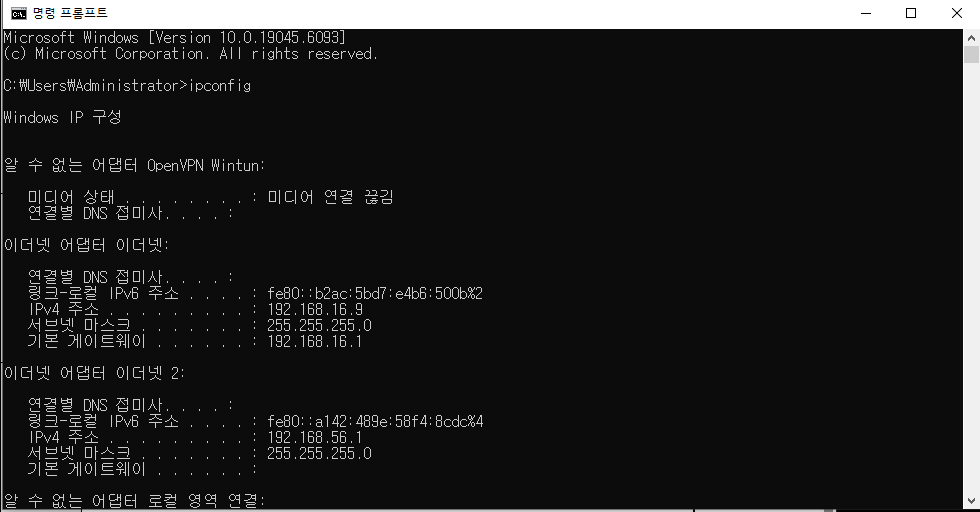 명령 프롬프트
Microsoft Windows [Version 10.0.19045.6093]
(c) Microsoft Corporation. All rights reserved.
C:₩Users₩Administrator>ipconfig
Windows IP 구성
알 수 없는 어댑터 OpenVPN Wintun:
미디어 상태 . . . . . . . . : 미디어 연결 끊김
연결별 DNS 접미사. . . . :
이더넷 어댑터 이더넷:
연결별 DNS 접미사. . . . :
링크-로컬 IPv6 주소 . . . . : fe80::b2ac:5bd7:e4b6:500b%2
IPv4 주소 . . . . . . . . . : 192.168.16.9
서브넷 마스크 . . . . . . . : 255.255.255.0
기본 게이트웨이 . . . . . . : 192.168.16.1
이더넷 어댑터 이더넷 2:
연결별 DNS 접미사. . . . :
링크-로컬 IPv6 주소 . . . . : fe80::a142:489e:58f4:8cdc%4
IPv4 주소 . . . . . . . . . : 192.168.56.1
서브넷 마스크 . . . . . . . : 255.255.255.0
기본 게이트웨이 . . . . . . :
알 수 없는 어댑터 로컬 영역 연결: